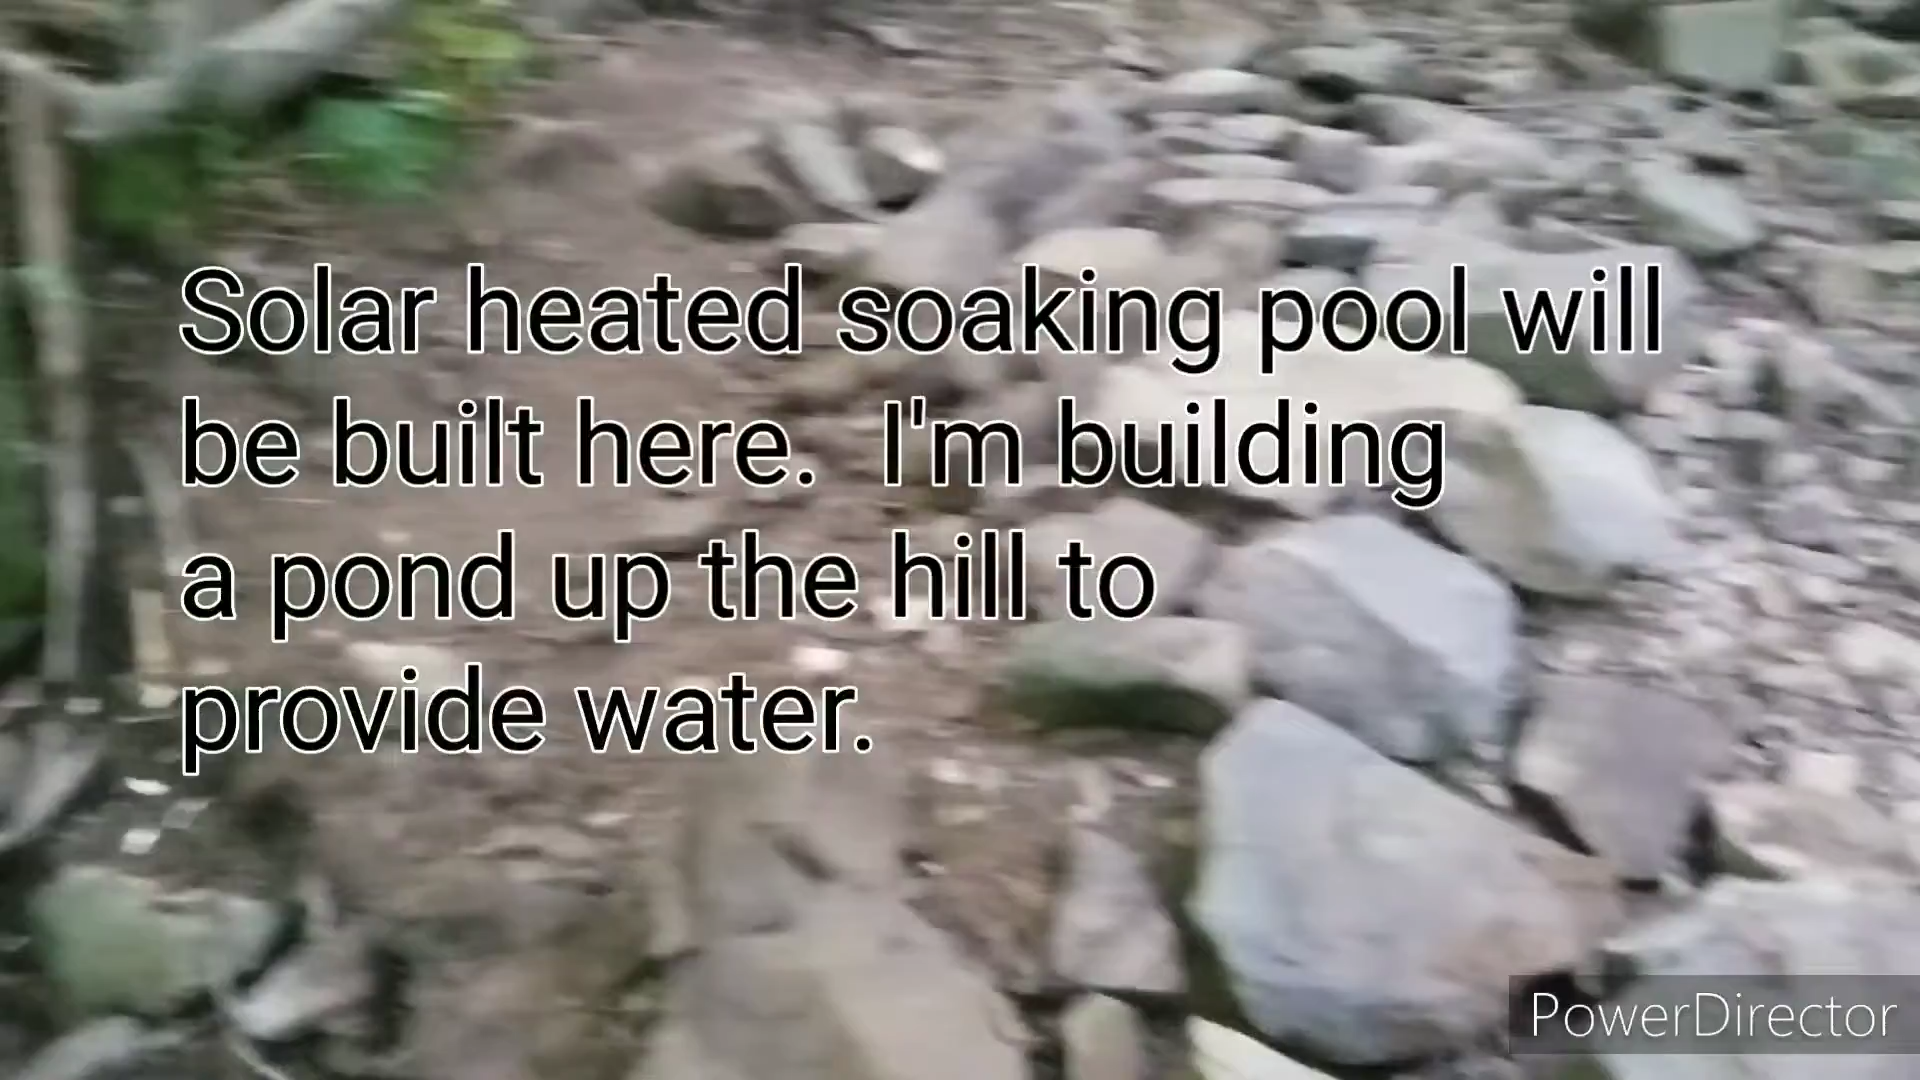 Solar heated soaking pool will
be built here.  I'm building
a pond up the hill to
provide water.
PowerDirector